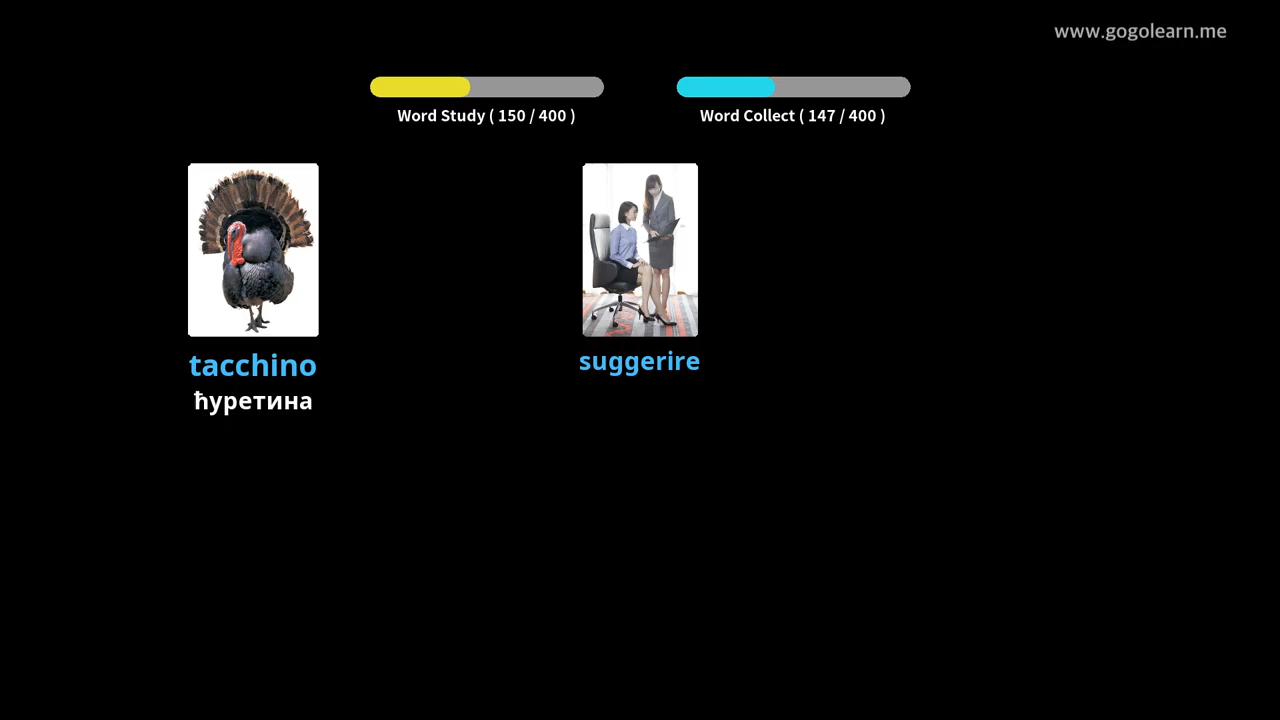 www.gogolearn.me
Word Study ( 150 / 400 )
Word Collect ( 147 / 400 )
tacchino
ћуретина
suggerire